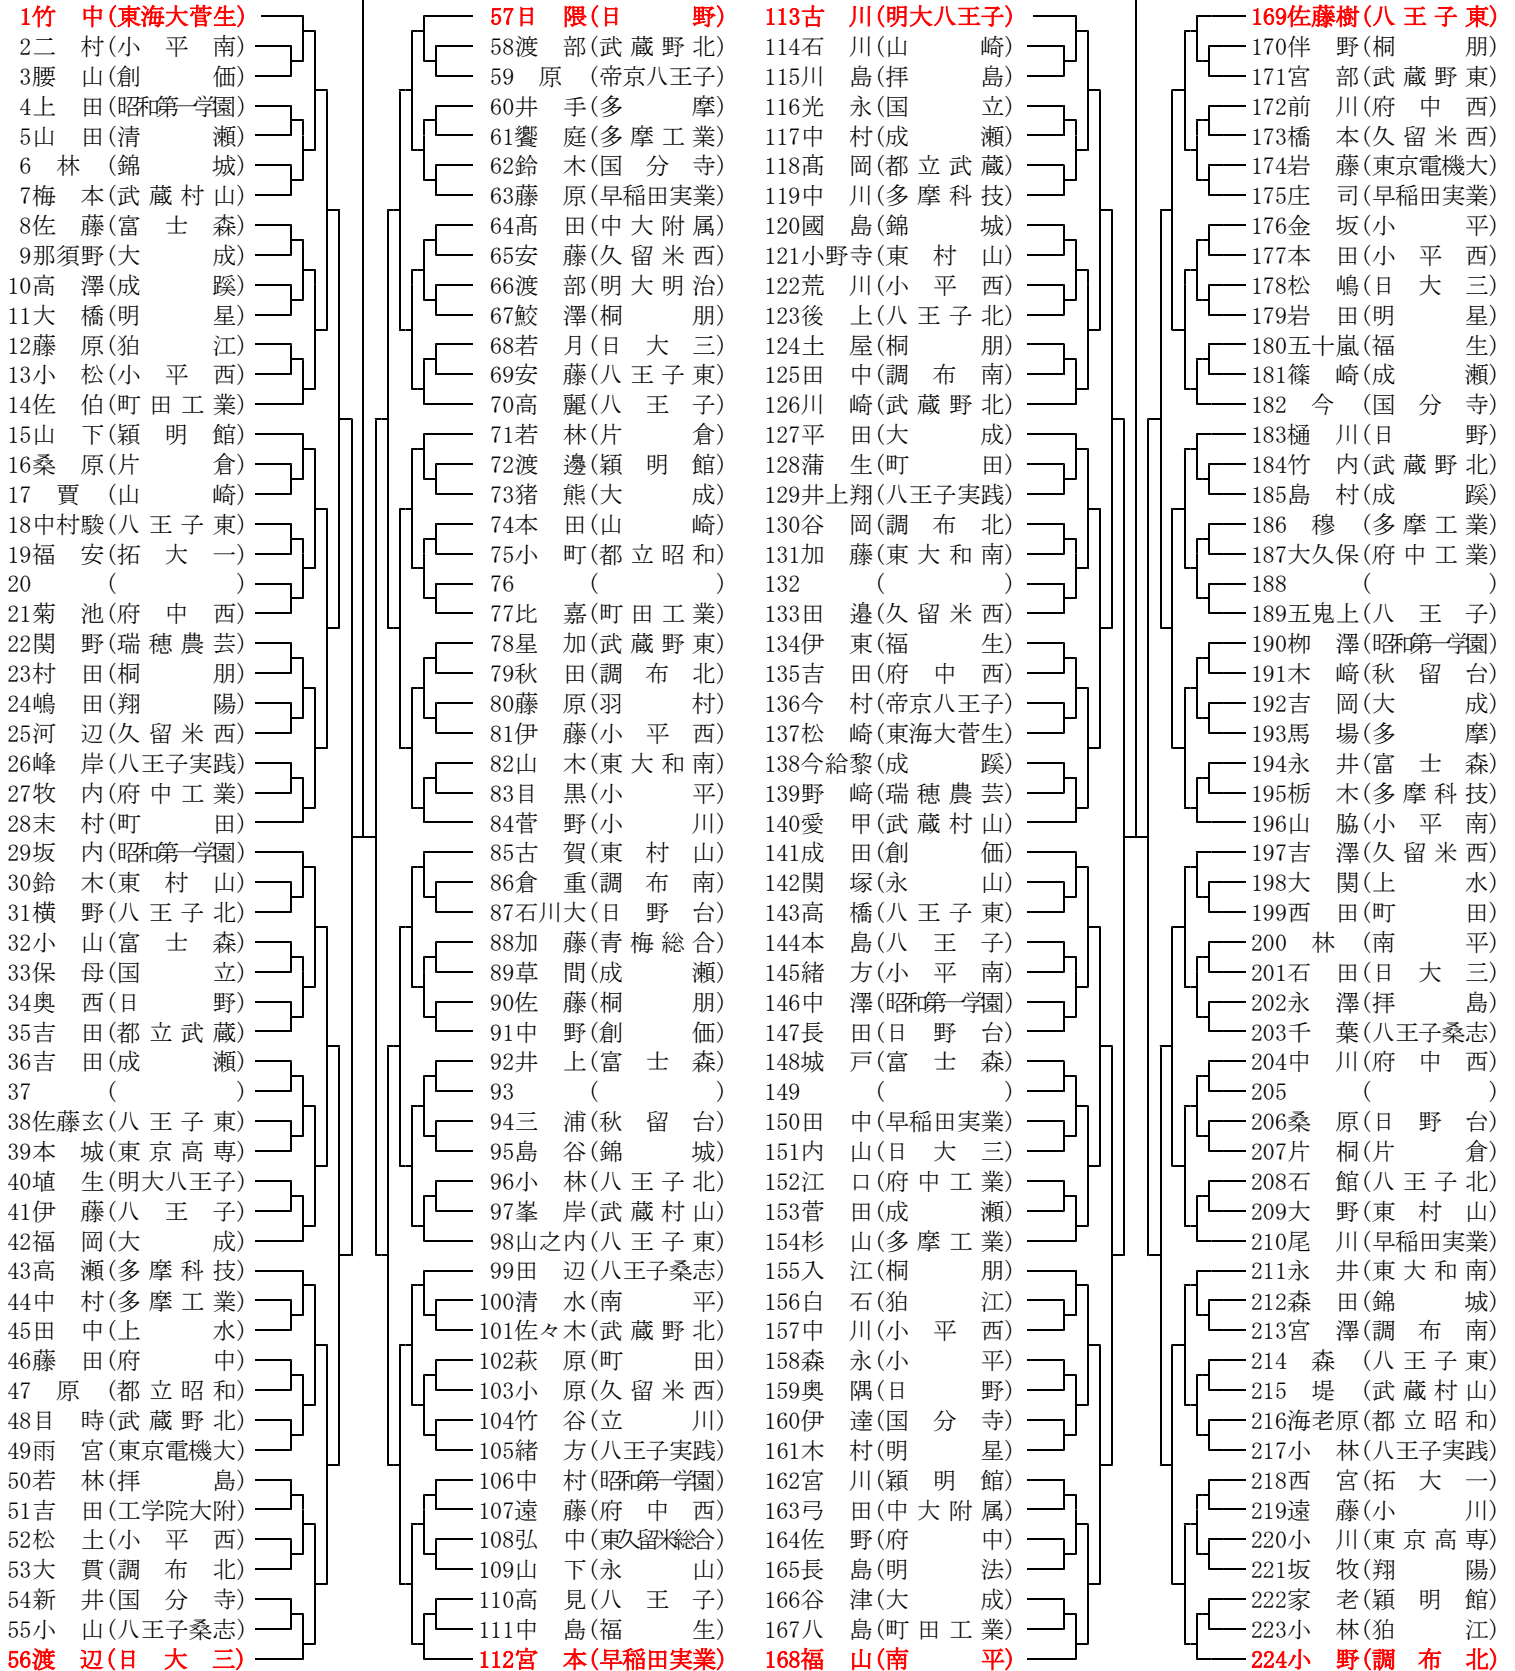 1竹　中(東海大菅生)
2二　村(小平南)
3腰　山(創価)
4上　田(昭和第一学園)
5山　田(清瀬)
6　林　(錦城)
7梅　本(武蔵村山)
8佐　藤(富士森)
9那須野(大成)
10高　澤(成蹊)
11大　橋(明星)
12藤　原(狛江)
13小　松(小平西)
14佐　伯(町田工業)
15山　下(穎明館)
16桑　原(片倉)
17　賈　(山崎)
18中村駿(八王子東)
19福　安(拓大一)
20　　　(　　　)
21菊　池(府中西)
22関　野(瑞穂農芸)
23村　田(桐朋)
24嶋　田(翔陽)
25河　辺(久留米西)
26峰　岸(八王子実践)
27牧　内(府中工業)
28末　村(町田)
29坂　内(昭和第一学園)
30鈴　木(東村山)
31横　野(八王子北)
32小　山(富士森)
33保　母(国立)
34奥　西(日野)
35吉　田(都立武蔵)
36吉　田(成瀬)
37　　　(　　　)
38佐藤玄(八王子東)
39本　城(東京高専)
40埴　生(明大八王子)
41伊　藤(八王子)
42福　岡(大成)
43高　瀬(多摩科技)
44中　村(多摩工業)
45田　中(上水)
46藤　田(府中)
47　原　(都立昭和)
48目　時(武蔵野北)
49雨　宮(東京電機大)
50若　林(拝島)
51吉　田(工学院大附)
52松　土(小平西)
53大　貫(調布北)
54新　井(国分寺)
55小　山(八王子桑志)
56渡　辺(日大三)
57日　隈(日野)
58渡　部(武蔵野北)
59　原　(帝京八王子)
60井　手(多摩)
61饗　庭(多摩工業)
62鈴　木(国分寺)
63藤　原(早稲田実業)
64髙　田(中大附属)
65安　藤(久留米西)
66渡　部(明大明治)
67鮫　澤(桐朋)
68若　月(日大三)
69安　藤(八王子東)
70高　麗(八王子)
71若　林(片倉)
72渡　邊(穎明館)
73猪　熊(大成)
74本　田(山崎)
75小　町(都立昭和)
76　　　(　　　)
77比　嘉(町田工業)
78星　加(武蔵野東)
79秋　田(調布北)
80藤　原(羽村)
81伊　藤(小平西)
82山　木(東大和南)
83目　黒(小平)
84菅　野(小川)
85古　賀(東村山)
86倉　重(調布南)
87石川大(日野台)
88加　藤(青梅総合)
89草　間(成瀬)
90佐　藤(桐朋)
91中　野(創価)
92井　上(富士森)
93　　　(　　　)
94三　浦(秋留台)
95島　谷(錦城)
96小　林(八王子北)
97峯　岸(武蔵村山)
98山之内(八王子東)
99田　辺(八王子桑志)
100清　水(南平)
101佐々木(武蔵野北)
102萩　原(町田)
103小　原(久留米西)
104竹　谷(立川)
105緒　方(八王子実践)
106中　村(昭和第一学園)
107遠　藤(府中西)
108弘　中(東久留米総合)
109山　下(永山)
110高　見(八王子)
111中　島(福生)
112宮　本(早稲田実業)
113古　川(明大八王子)
114石　川(山崎)
115川　島(拝島)
116光　永(国立)
117中　村(成瀬)
118髙　岡(都立武蔵)
119中　川(多摩科技)
120國　島(錦城)
121小野寺(東村山)
122荒　川(小平西)
123後　上(八王子北)
124土　屋(桐朋)
125田　中(調布南)
126川　崎(武蔵野北)
127平　田(大成)
128蒲　生(町田)
129井上翔(八王子実践)
130谷　岡(調布北)
131加　藤(東大和南)
132　　　(　　　)
133田　邉(久留米西)
134伊　東(福生)
135吉　田(府中西)
136今　村(帝京八王子)
137松　崎(東海大菅生)
138今給黎(成蹊)
139野　﨑(瑞穂農芸)
140愛　甲(武蔵村山)
141成　田(創価)
142関　塚(永山)
143高　橋(八王子東)
144本　島(八王子)
145緒　方(小平南)
146中　澤(昭和第一学園)
147長　田(日野台)
148城　戸(富士森)
149　　　(　　　)
150田　中(早稲田実業)
151内　山(日大三)
152江　口(府中工業)
153菅　田(成瀬)
154杉　山(多摩工業)
155入　江(桐朋)
156白　石(狛江)
157中　川(小平西)
158森　永(小平)
159奥　隅(日野)
160伊　達(国分寺)
161木　村(明星)
162宮　川(穎明館)
163弓　田(中大附属)
164佐　野(府中)
165長　島(明法)
166谷　津(大成)
167八　島(町田工業)
168福　山(南平)
169佐藤樹(八王子東)
170伴　野(桐朋)
171宮　部(武蔵野東)
172前　川(府中西)
173橋　本(久留米西)
174岩　藤(東京電機大)
175庄　司(早稲田実業)
176金　坂(小平)
177本　田(小平西)
178松　嶋(日大三)
179岩　田(明星)
180五十嵐(福生)
181篠　崎(成瀬)
182　今　(国分寺)
183樋　川(日野)
184竹　内(武蔵野北)
185島　村(成蹊)
186　穆　(多摩工業)
187大久保(府中工業)
188　　　(　　　)
189五鬼上(八王子)
190栁　澤(昭和第一学園)
191木　﨑(秋留台)
192吉　岡(大成)
193馬　場(多摩)
194永　井(富士森)
195栃　木(多摩科技)
196山　脇(小平南)
197吉　澤(久留米西)
198大　関(上水)
199西　田(町田)
200　林　(南平)
201石　田(日大三)
202永　澤(拝島)
203千　葉(八王子桑志)
204中　川(府中西)
205　　　(　　　)
206桑　原(日野台)
207片　桐(片倉)
208石　館(八王子北)
209大　野(東村山)
210尾　川(早稲田実業)
211永　井(東大和南)
212森　田(錦城)
213宮　澤(調布南)
214　森　(八王子東)
215　堤　(武蔵村山)
216海老原(都立昭和)
217小　林(八王子実践)
218西　宮(拓大一)
219遠　藤(小川)
220小　川(東京高専)
221坂　牧(翔陽)
222家　老(穎明館)
223小　林(狛江)
224小　野(調布北)